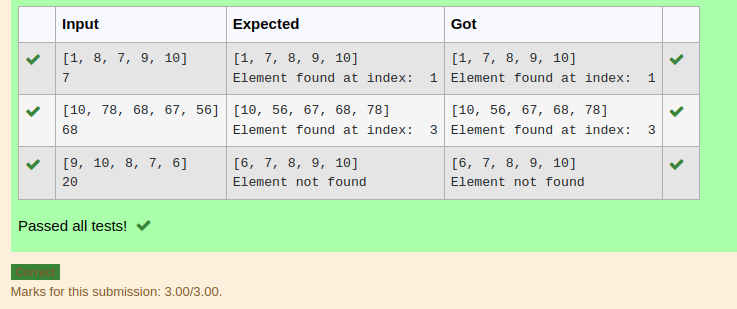 Input Expected Got
[1, 8, 7, 9, 10] [1, 7, 8, 9, 10] [1, 7, 8, 9, 10]
7 Element found at index:  1 Element found at index:  1
[10, 78, 68, 67, 56] [10, 56, 67, 68, 78] [10, 56, 67, 68, 78]
68 Element found at index:  3 Element found at index:  3
[9, 10, 8, 7, 6] [6, 7, 8, 9, 10] [6, 7, 8, 9, 10]
20 Element not found Element not found
Passed all tests!
Correct
Marks for this submission: 3.00/3.00.